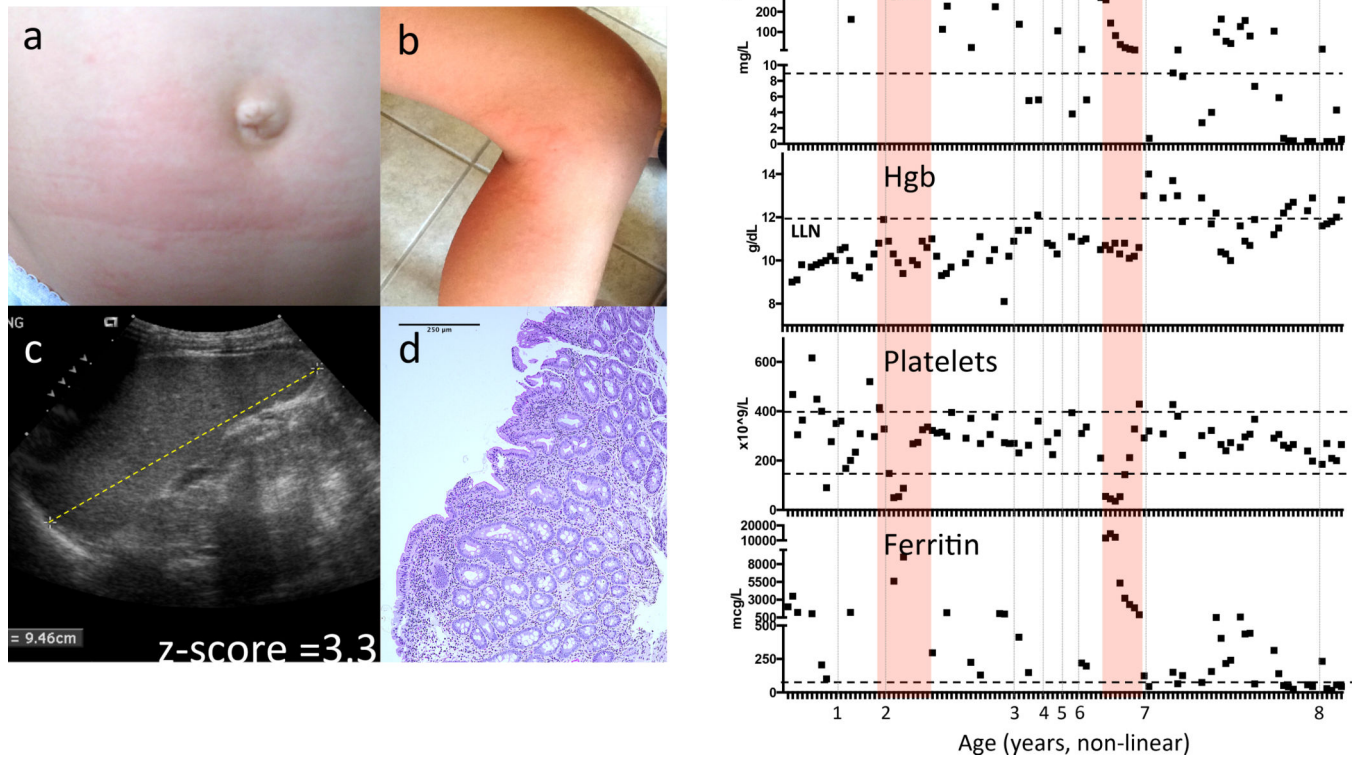 a
b
NG
c
= 9.46cm
z-score =3.3
250 µm
d
mg/L
200
100
10
8
6
4
2
0
Hgb
g/dL
14
12
LLN
10
8
Platelets
x10^9/L
600
400
200
0
Ferritin
mcg/L
20000
10000
8000
5500
3000
500
500
250
0
1
2
3
4
5
6
7
8
Age (years, non-linear)